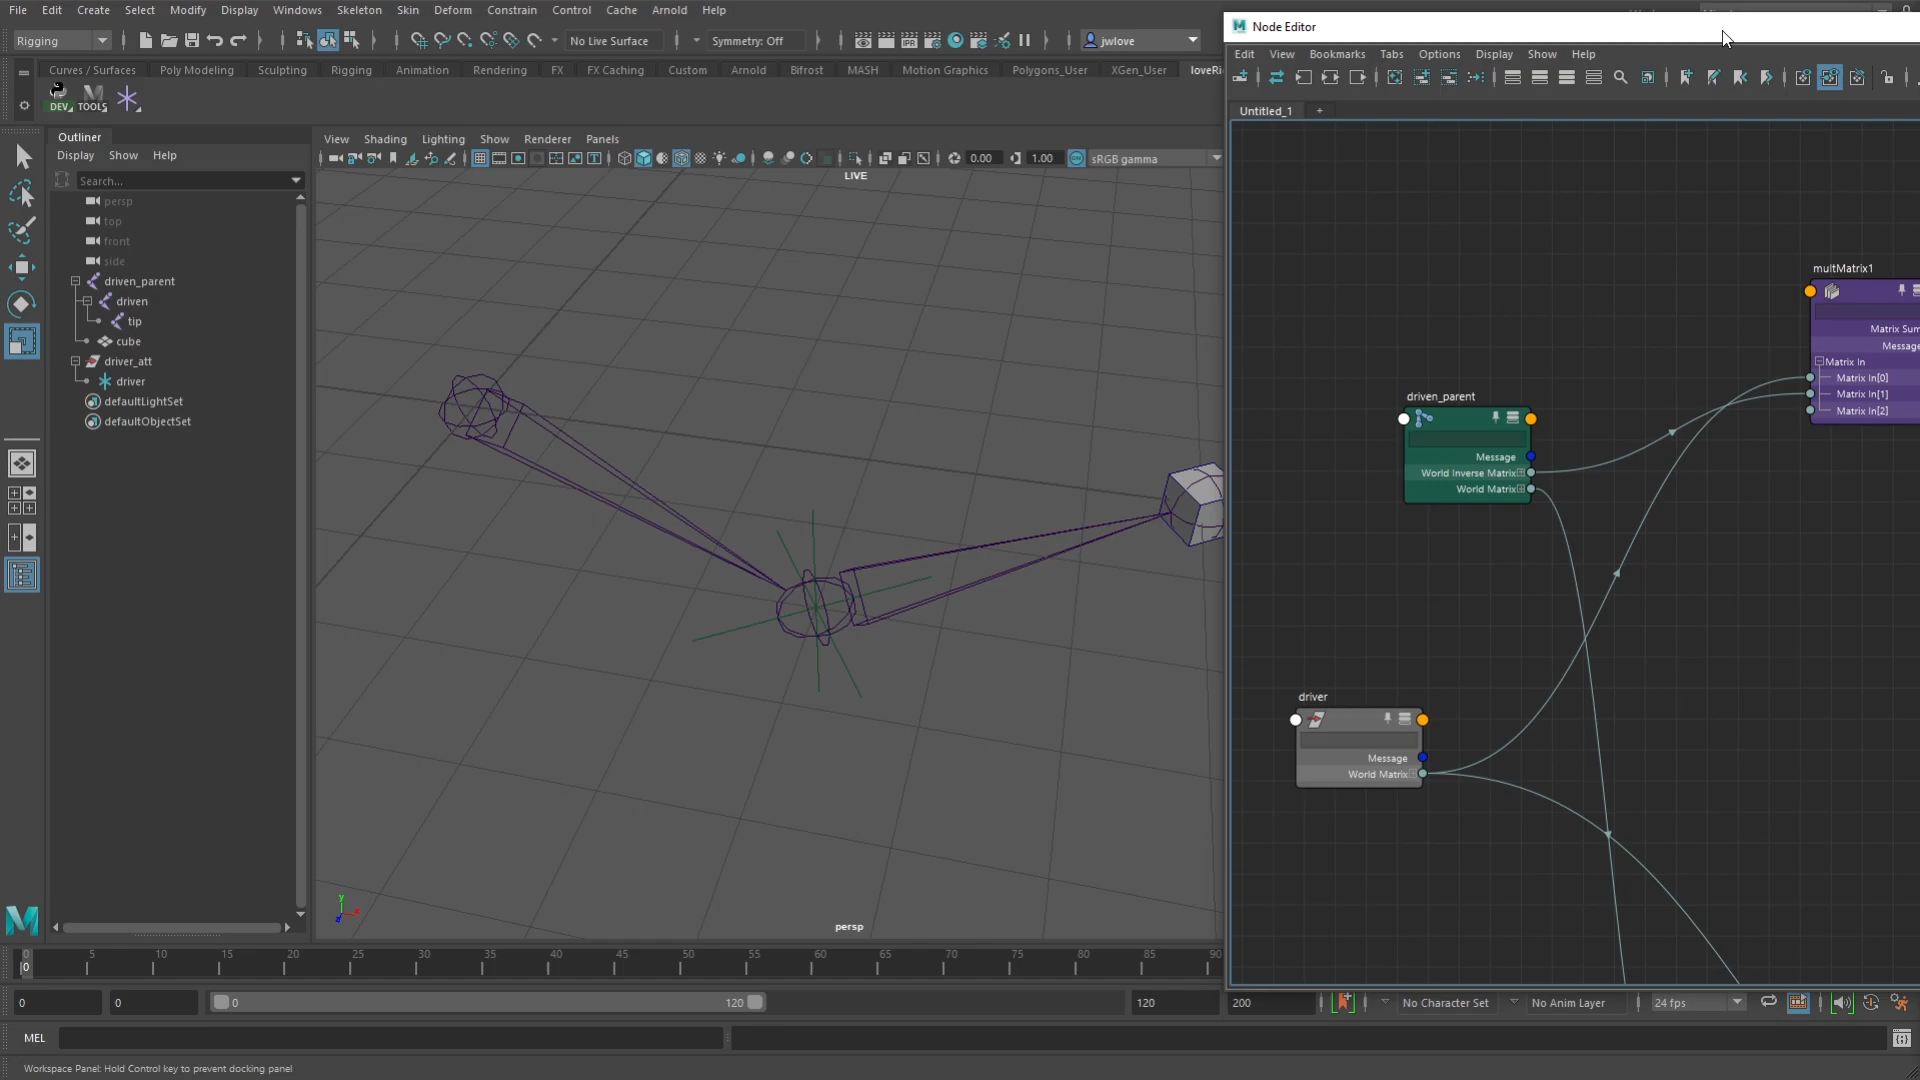 File Edit Create Select Modify Display Windows Skeleton Skin Deform Constrain Control Cache Arnold Help
Node Editor
Rigging
No Live Surface
Symmetry: Off
jwlove
Edit View Bookmarks Tabs Options Display Show Help
Curves / Surfaces Poly Modeling Sculpting Rigging Animation Rendering FX FX Caching Custom Arnold Bifrost MASH Motion Graphics Polygons_User XGen_User loveRi
DEV TOOLS
Untitled_1 +
Outliner
Display Show Help
Search...
View Shading Lighting Show Renderer Panels
0.00 1.00 sRGB gamma
LIVE
persp
top
front
side
driven_parent
driven
tip
cube
driver_att
driver
defaultLightSet
defaultObjectSet
multMatrix1
Matrix Sum
Message
Matrix In
Matrix In[0]
Matrix In[1]
Matrix In[2]
driven_parent
Message
World Inverse Matrix
World Matrix
driver
Message
World Matrix
y
x
z
persp
0 5 10 15 20 25 30 35 40 45 50 55 60 65 70 75 80 85 90
0
0 0 0 120 120 200 No Character Set No Anim Layer 24 fps
MEL
Workspace Panel: Hold Control key to prevent docking panel